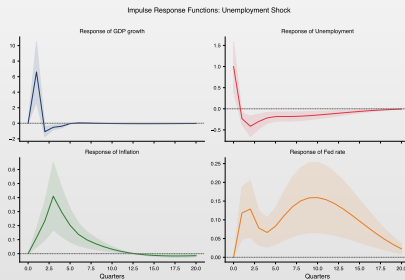 Impulse Response Functions: Unemployment Shock
Response of GDP growth
10
8
6
4
2
0
−2
Response of Unemployment
1.5
1.0
0.5
0.0
−0.5
Response of Inflation
0.6
0.5
0.4
0.3
0.2
0.1
0.0
0.0 2.5 5.0 7.5 10.0 12.5 15.0 17.5 20.0
Quarters
Response of Fed rate
0.25
0.20
0.15
0.10
0.05
0.00
0.0 2.5 5.0 7.5 10.0 12.5 15.0 17.5 20.0
Quarters